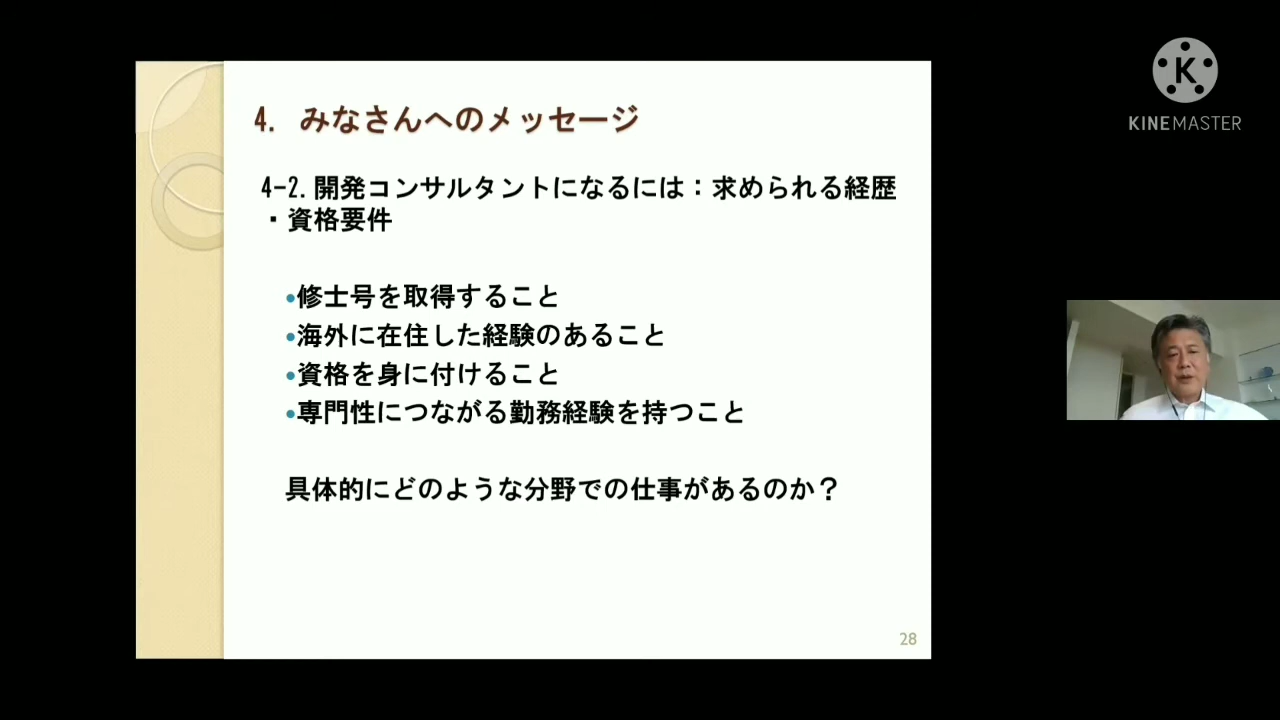 4. みなさんへのメッセージ
4-2.開発コンサルタントになるには：求められる経歴
・資格要件
•修士号を取得すること
•海外に在住した経験のあること
•資格を身に付けること
•専門性につながる勤務経験を持つこと
具体的にどのような分野での仕事があるのか？
28
K
KINEMASTER